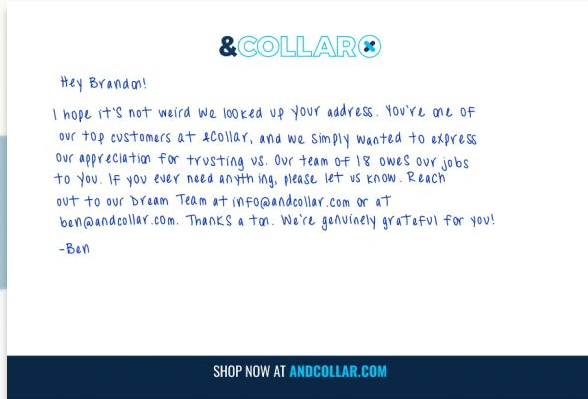 &COLLAR
Hey Brandon!
I hope it's not weird we looked up your address. You're one of
our top customers at &Collar, and we simply wanted to express
our appreciation for trusting us. Our team of 18 owes our jobs
to you. If you ever need anything, please let us know. Reach
out to our Dream Team at info@andcollar.com or at
ben@andcollar.com. Thanks a ton. We're genuinely grateful for you!
-Ben
SHOP NOW AT ANDCOLLAR.COM